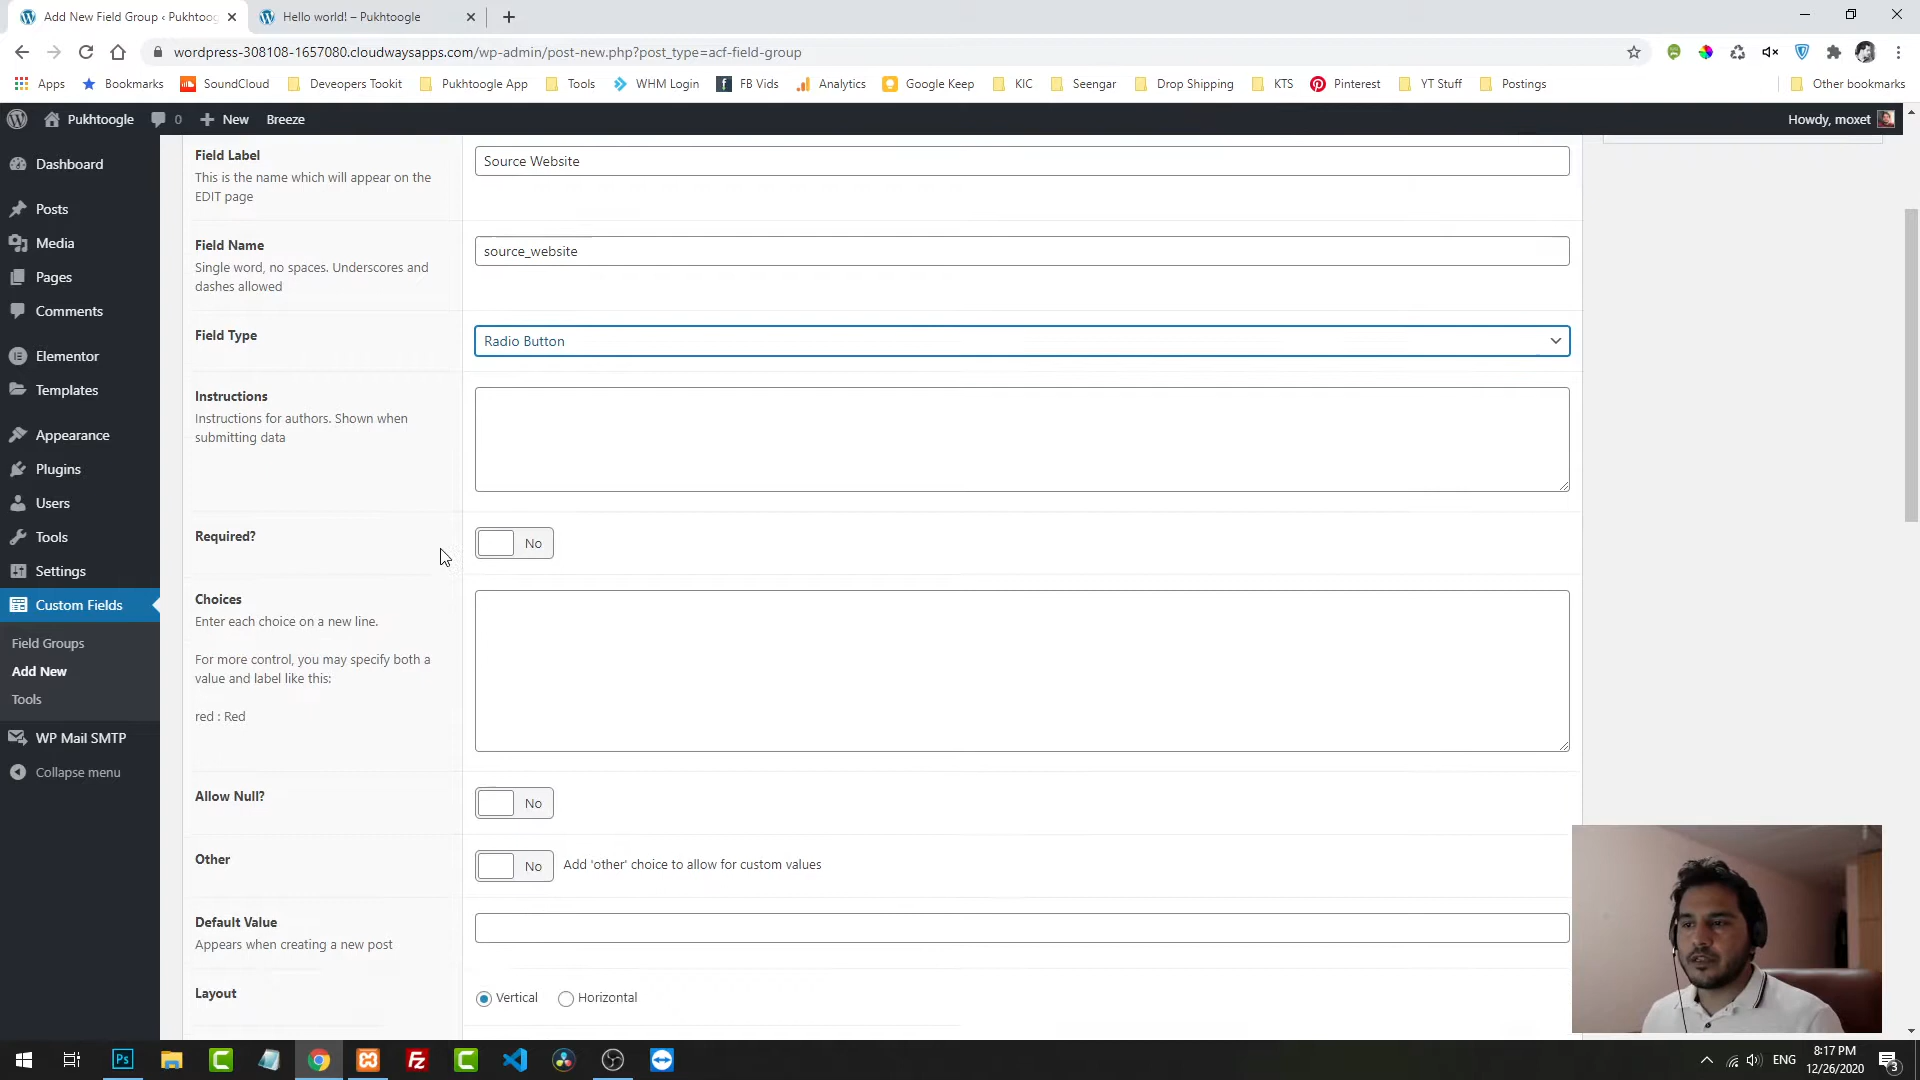 Add New Field Group ‹ Pukhtoog
Hello world! – Pukhtoogle
wordpress-308108-1657080.cloudwaysapps.com/wp-admin/post-new.php?post_type=acf-field-group
Apps
Bookmarks
SoundCloud
Deveopers Tookit
Pukhtoogle App
Tools
WHM Login
FB Vids
Analytics
Google Keep
KIC
Seengar
Drop Shipping
KTS
Pinterest
YT Stuff
Postings
Other bookmarks
Pukhtoogle
0
New
Breeze
Howdy, moxet
Dashboard
Posts
Media
Pages
Comments
Elementor
Templates
Appearance
Plugins
Users
Tools
Settings
Custom Fields
Field Groups
Add New
Tools
WP Mail SMTP
Collapse menu
Field Label
This is the name which will appear on the
EDIT page
Source Website
Field Name
Single word, no spaces. Underscores and
dashes allowed
source_website
Field Type
Radio Button
Instructions
Instructions for authors. Shown when
submitting data
Required?
No
Choices
Enter each choice on a new line.
For more control, you may specify both a
value and label like this:
red : Red
Allow Null?
No
Other
No
Add 'other' choice to allow for custom values
Default Value
Appears when creating a new post
Layout
Vertical
Horizontal
Ps
ENG
8:17 PM
12/26/2020
3